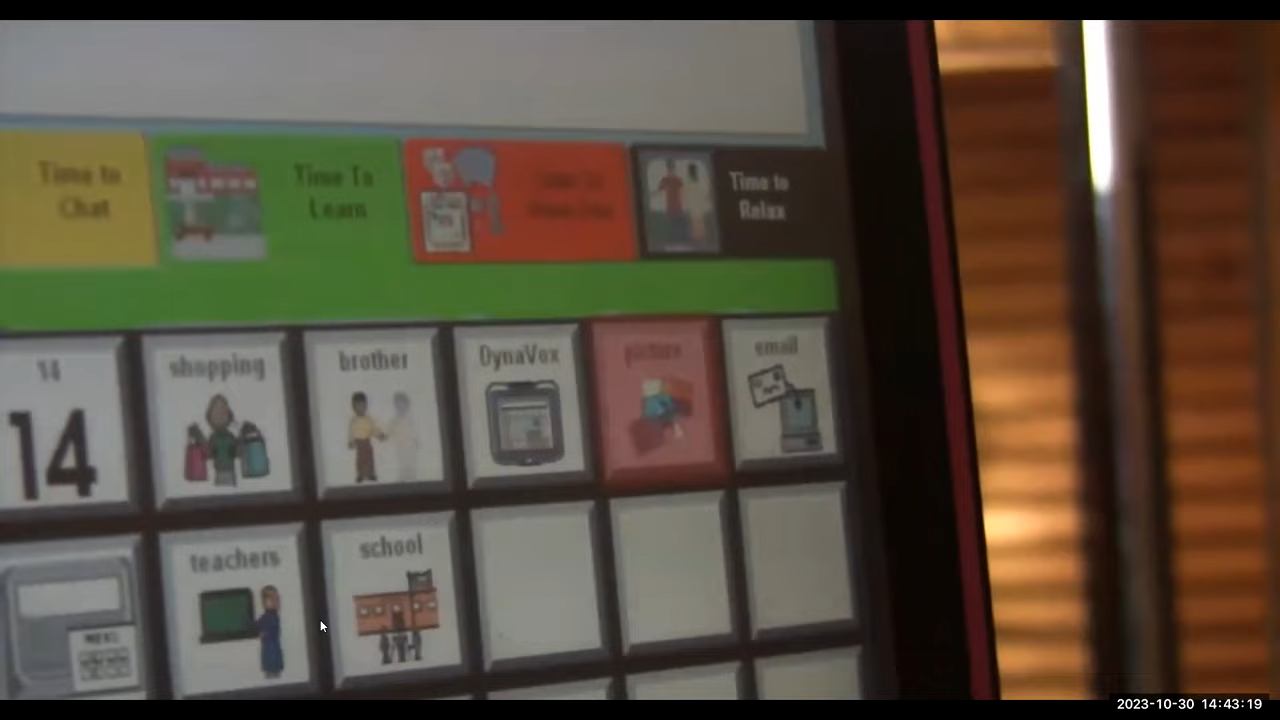 Time to
Chat
Time To
Learn
Time to
Relax
14
shopping
brother
DynaVox
picture
email
14
teachers
school
2023-10-30 14:43:19